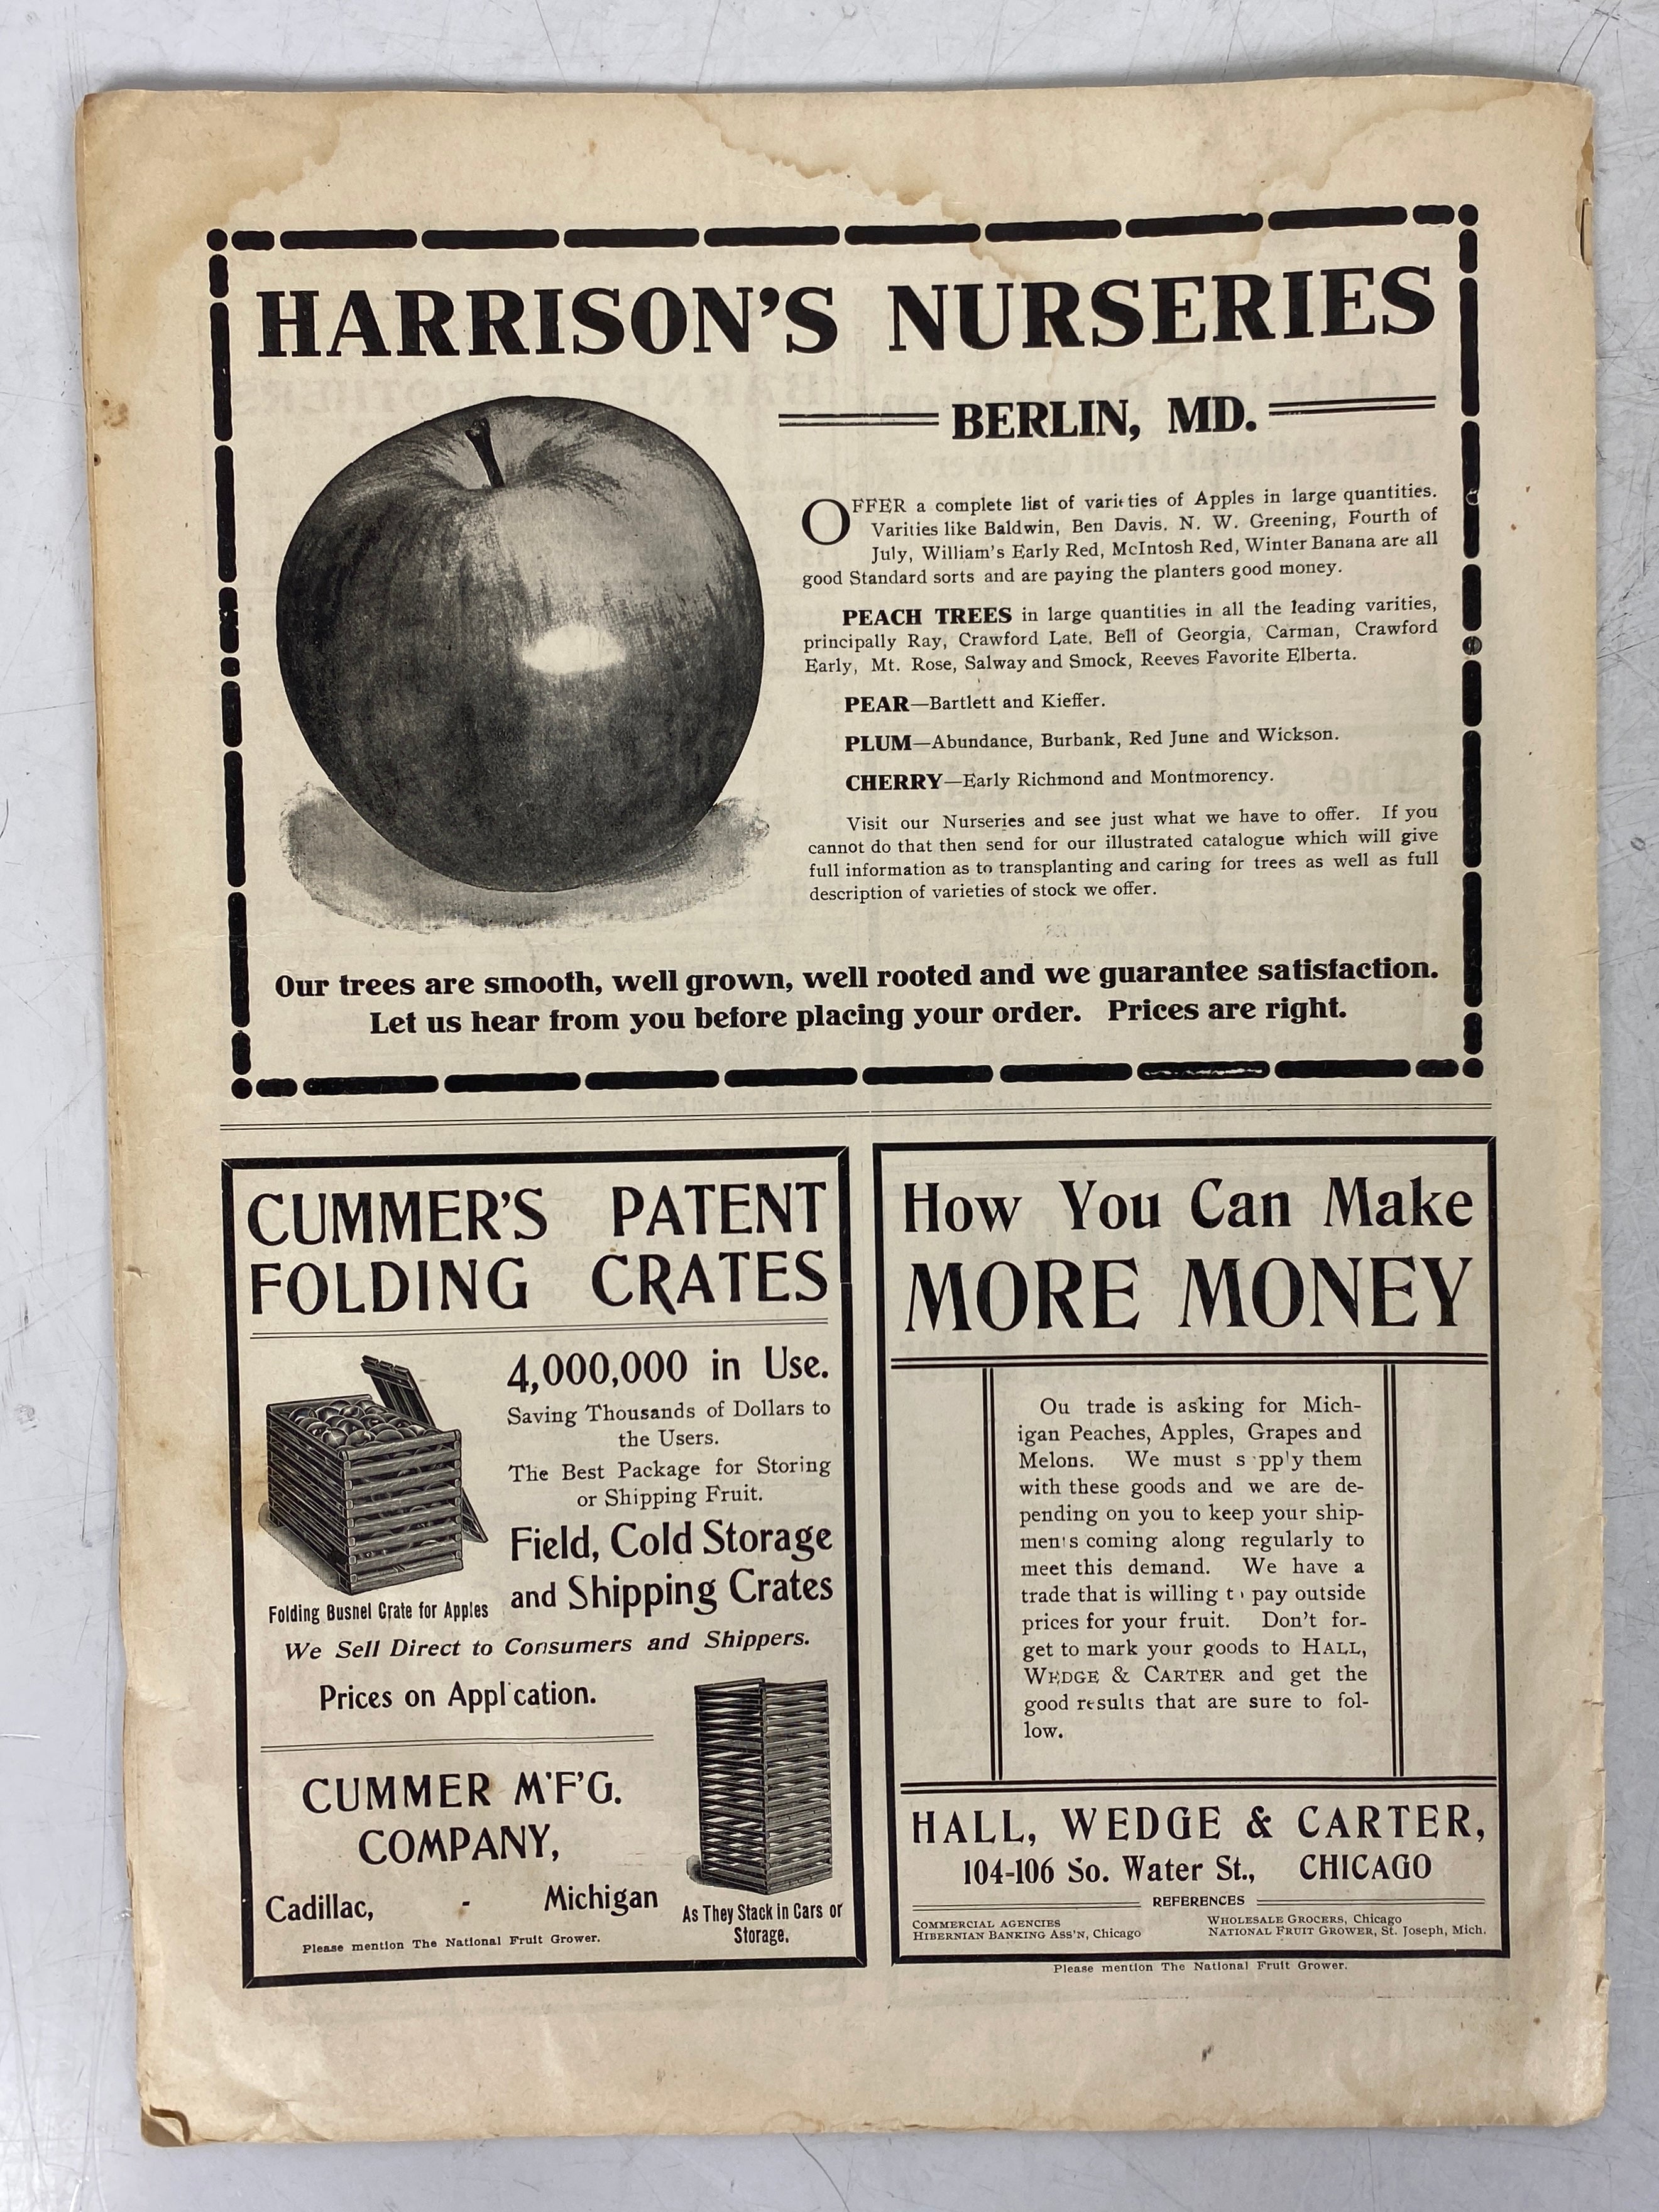 HARRISON'S NURSERIES
BERLIN, MD.
OFFER a complete list of varieties of Apples in large quantities.
Varities like Baldwin, Ben Davis. N. W. Greening, Fourth of
July, William's Early Red, McIntosh Red, Winter Banana are all
good Standard sorts and are paying the planters good money.
PEACH TREES in large quantities in all the leading varities,
principally Ray, Crawford Late. Bell of Georgia, Carman, Crawford
Early, Mt. Rose, Salway and Smock, Reeves Favorite Elberta.
PEAR—Bartlett and Kieffer.
PLUM—Abundance, Burbank, Red June and Wickson.
CHERRY—Early Richmond and Montmorency.
Visit our Nurseries and see just what we have to offer. If you
cannot do that then send for our illustrated catalogue which will give
full information as to transplanting and caring for trees as well as full
description of varieties of stock we offer.
Our trees are smooth, well grown, well rooted and we guarantee satisfaction.
Let us hear from you before placing your order. Prices are right.
CUMMER'S PATENT
FOLDING CRATES
4,000,000 in Use.
Saving Thousands of Dollars to
the Users.
The Best Package for Storing
or Shipping Fruit.
Field, Cold Storage
and Shipping Crates
Folding Busnel Crate for Apples
We Sell Direct to Consumers and Shippers.
Prices on Appl cation.
CUMMER M'F'G.
COMPANY,
Cadillac, - Michigan
As They Stack in Cars or
Storage.
Please mention The National Fruit Grower.
How You Can Make
MORE MONEY
Ou trade is asking for Mich-
igan Peaches, Apples, Grapes and
Melons. We must s pply them
with these goods and we are de-
pending on you to keep your ship-
ments coming along regularly to
meet this demand. We have a
trade that is willing t pay outside
prices for your fruit. Don't for-
get to mark your goods to HALL,
WEDGE & CARTER and get the
good results that are sure to fol-
low.
HALL, WEDGE & CARTER,
104-106 So. Water St., CHICAGO
REFERENCES
COMMERCIAL AGENCIES
HIBERNIAN BANKING ASS'N, Chicago
WHOLESALE GROCERS, Chicago
NATIONAL FRUIT GROWER, St. Joseph, Mich.
Please mention The National Fruit Grower.